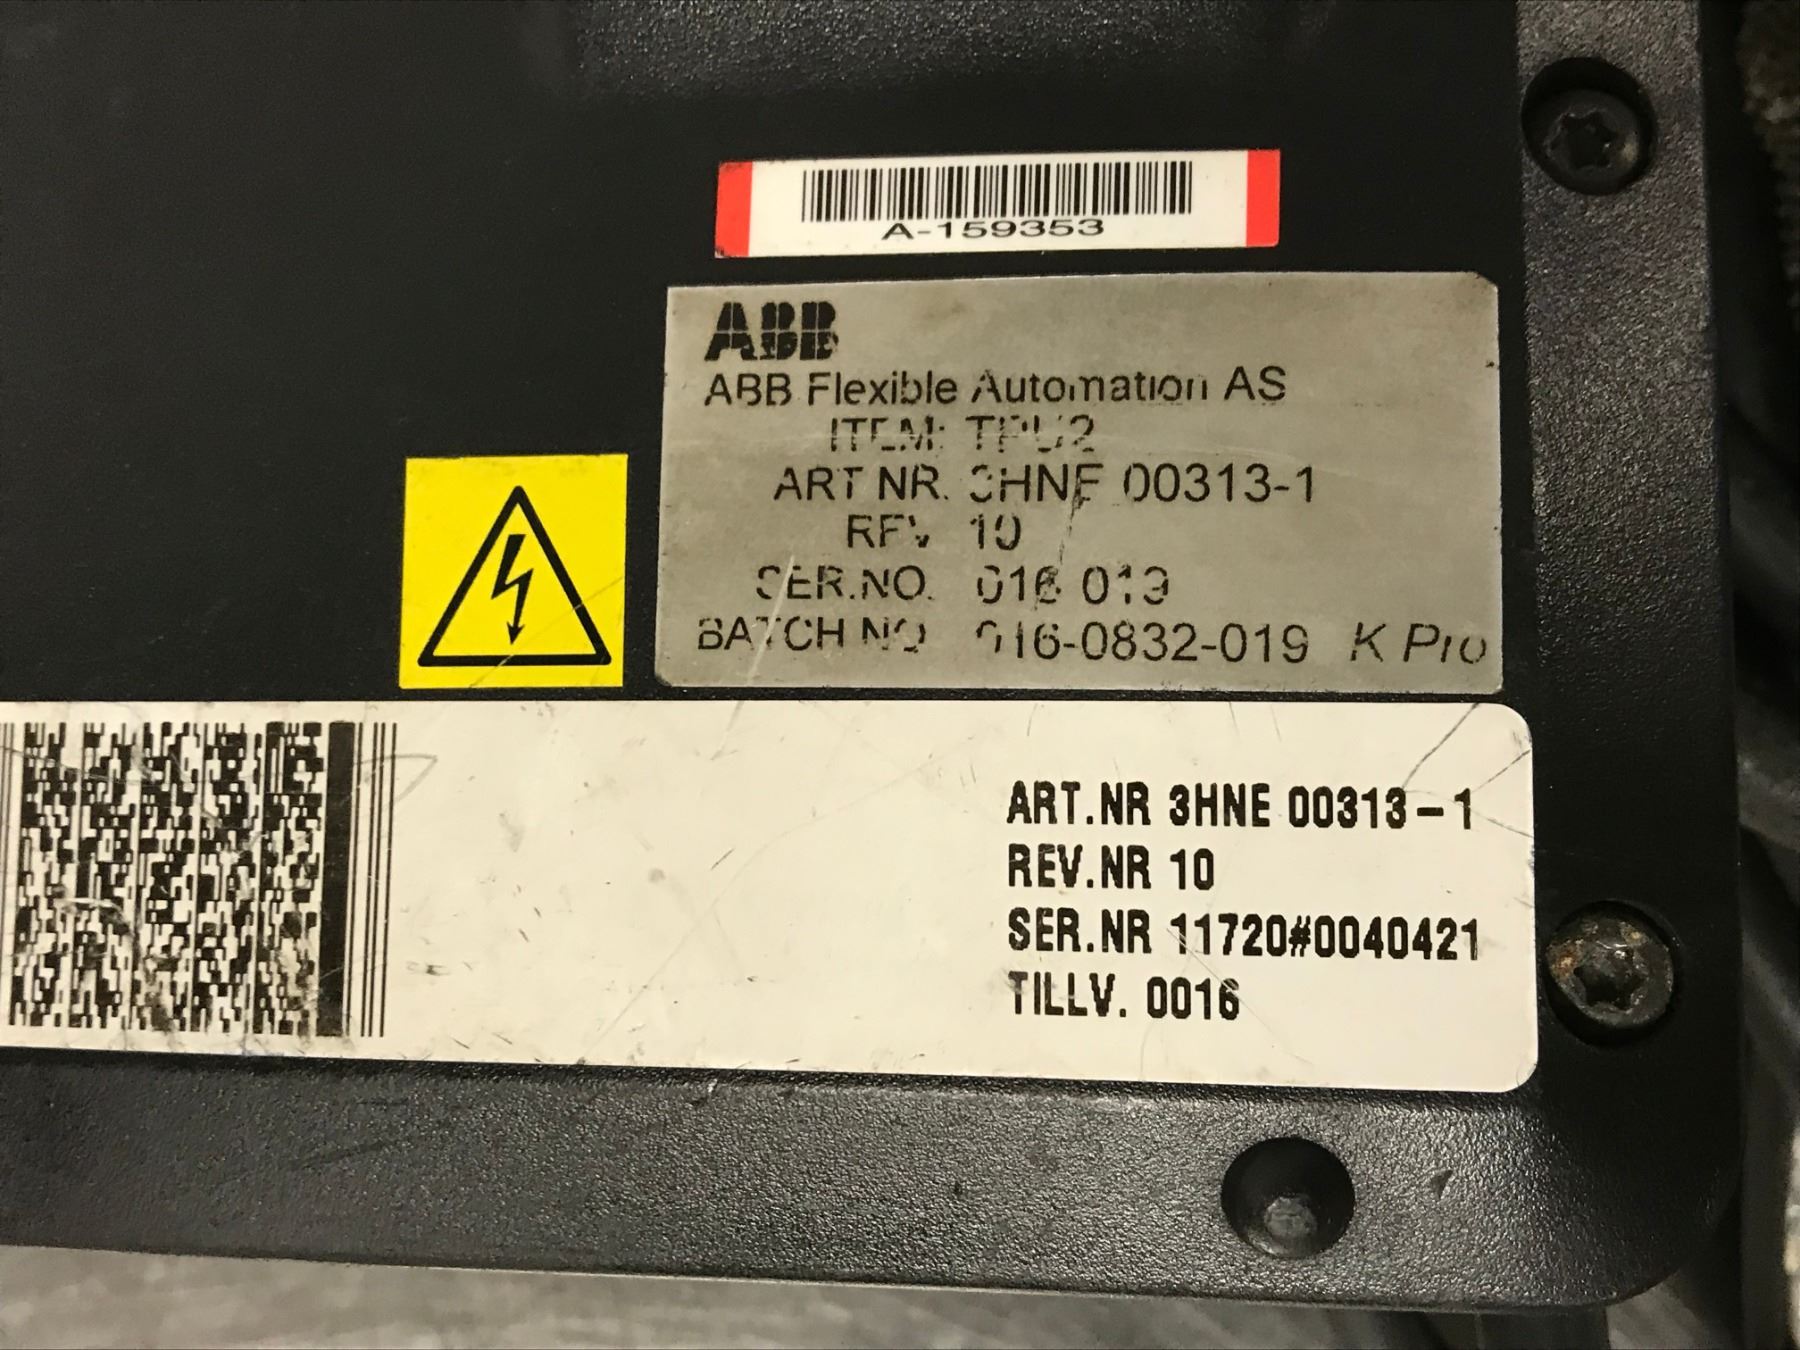 A-159353
ABB
ABB Flexible Automation AS
ITEM: TPU2
ART NR. 3HNE 00313-1
REV 10
SER.NO. 016 019
BATCH NO 016-0832-019 K Pro
ART.NR 3HNE 00313-1
REV.NR 10
SER.NR 11720#0040421
TILLV. 0016